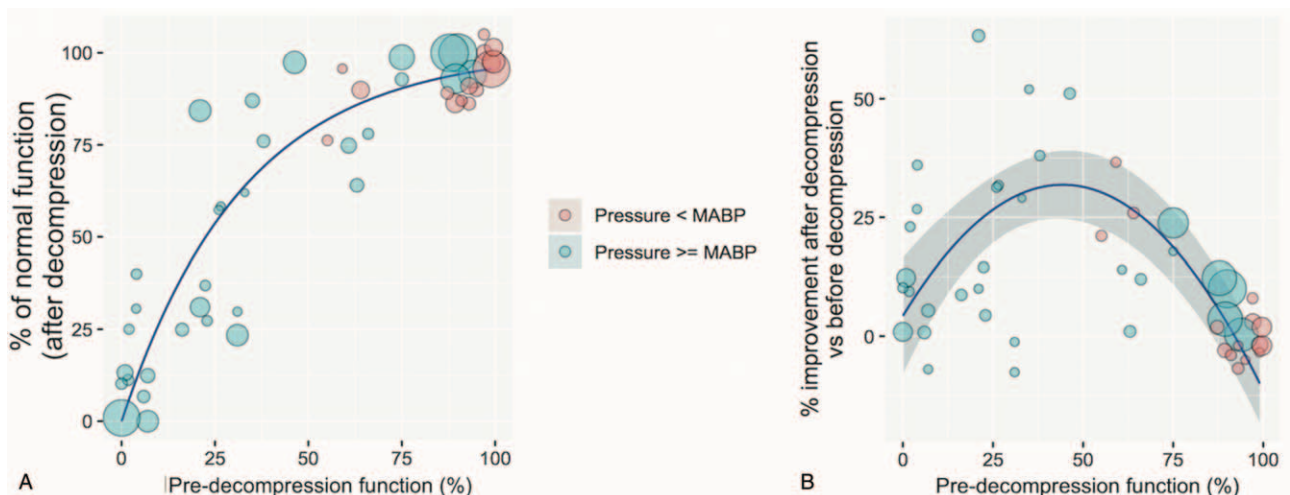 % of normal function
(after decompression)
100
75
50
25
0
0 25 50 75 100
Pre-decompression function (%)
A
Pressure < MABP
Pressure >= MABP
% improvement after decompression
vs before decompression
50
25
0
0 25 50 75 100
Pre-decompression function (%)
B